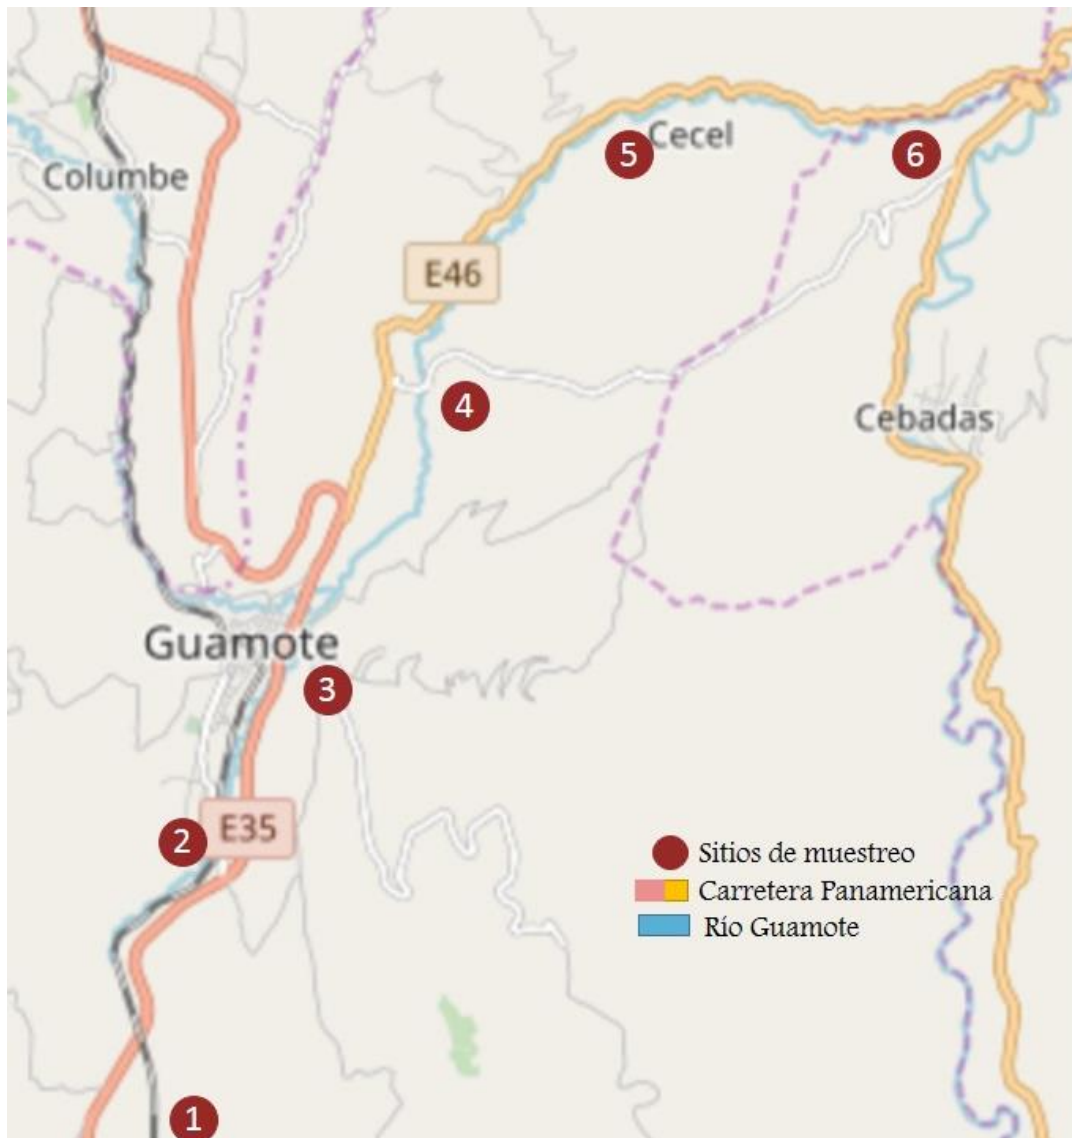 5
Cecel
6
Columbe
E46
4
Cebadas
Guamote
3
2
E35
Sitios de muestreo
Carretera Panamericana
Río Guamote
1